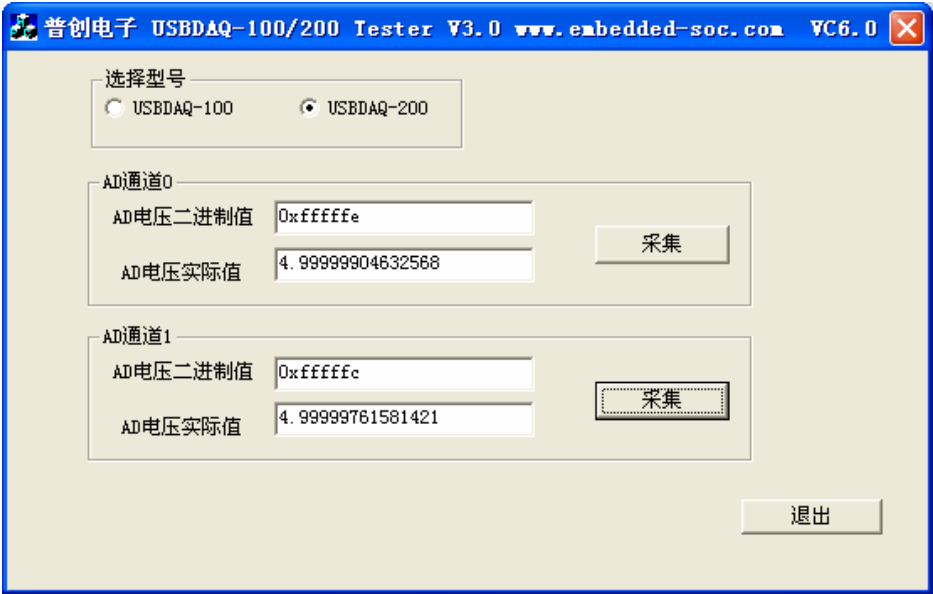 普创电子 USBDAQ-100/200 Tester V3.0 www.embedded-soc.com VC6.0
选择型号
USBDAQ-100 USBDAQ-200
AD通道0
AD电压二进制值 0xfffffe
采集
AD电压实际值 4.99999904632568
AD通道1
AD电压二进制值 0xfffffc
采集
AD电压实际值 4.99999761581421
退出